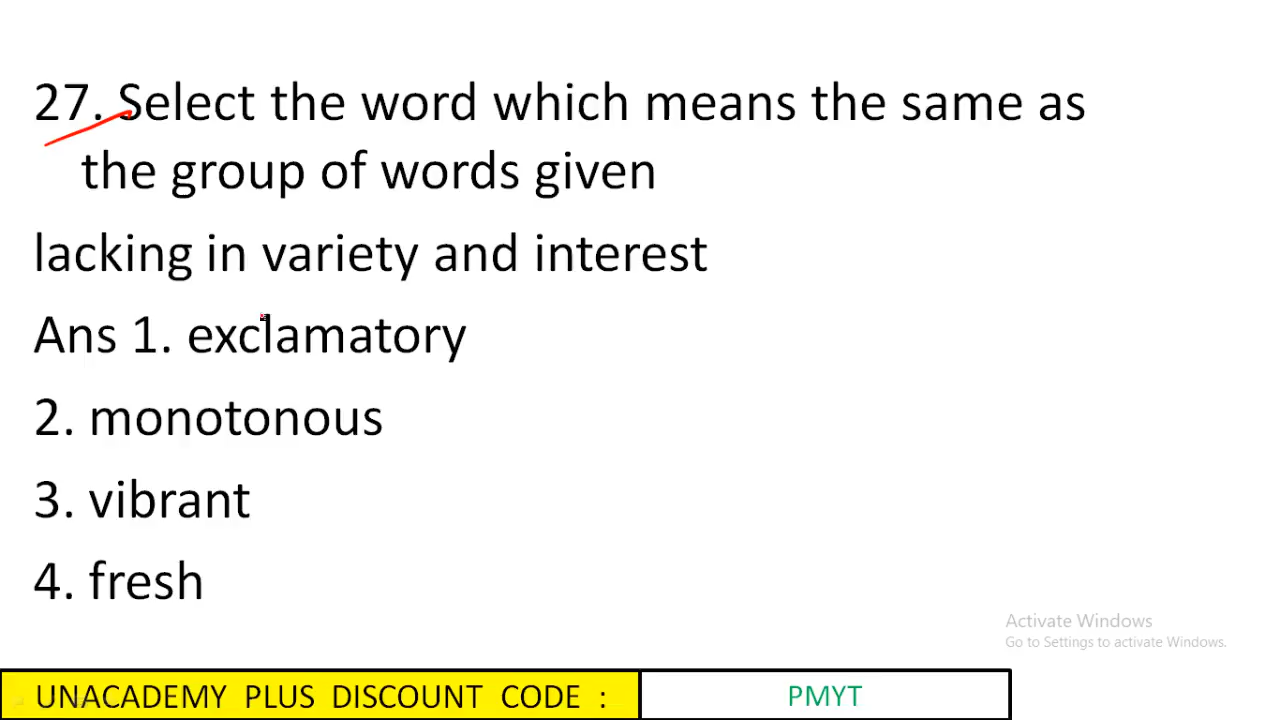 27. Select the word which means the same as
the group of words given
lacking in variety and interest
Ans 1. exclamatory
2. monotonous
3. vibrant
4. fresh
Activate Windows
Go to Settings to activate Windows.
UNACADEMY PLUS DISCOUNT CODE : PMYT